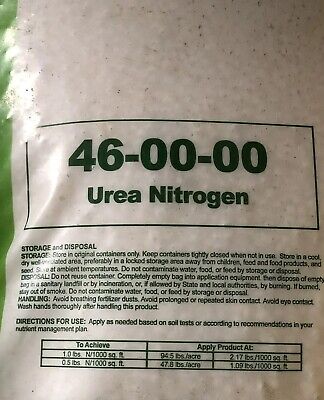 46-00-00
Urea Nitrogen
STORAGE and DISPOSAL
STORAGE: Store in original containers only. Keep containers tightly closed when not in use. Store in a cool,
dry well-ventilated area, preferably in a locked storage area away from children, feed and food products, and
seed. Store at ambient temperatures. Do not contaminate water, food, or feed by storage or disposal.
DISPOSAL: Do not reuse container. Completely empty bag into application equipment, then dispose of empty
bag in a sanitary landfill or by incineration, or, if allowed by State and local authorities, by burning. If burned,
stay out of smoke. Do not contaminate water, food, or feed by storage or disposal.
HANDLING: Avoid breathing fertilizer dusts. Avoid prolonged or repeated skin contact. Avoid eye contact.
Wash hands thoroughly after handling this product.
DIRECTIONS FOR USE: Apply as needed based on soil tests or according to recommendations in your
nutrient management plan.
To Achieve Apply Product At:
1.0 lbs. N/1000 sq. ft. 94.5 lbs./acre 2.17 lbs./1000 sq. ft.
0.5 lbs. N/1000 sq. ft. 47.8 lbs./acre 1.09 lbs./1000 sq. ft.